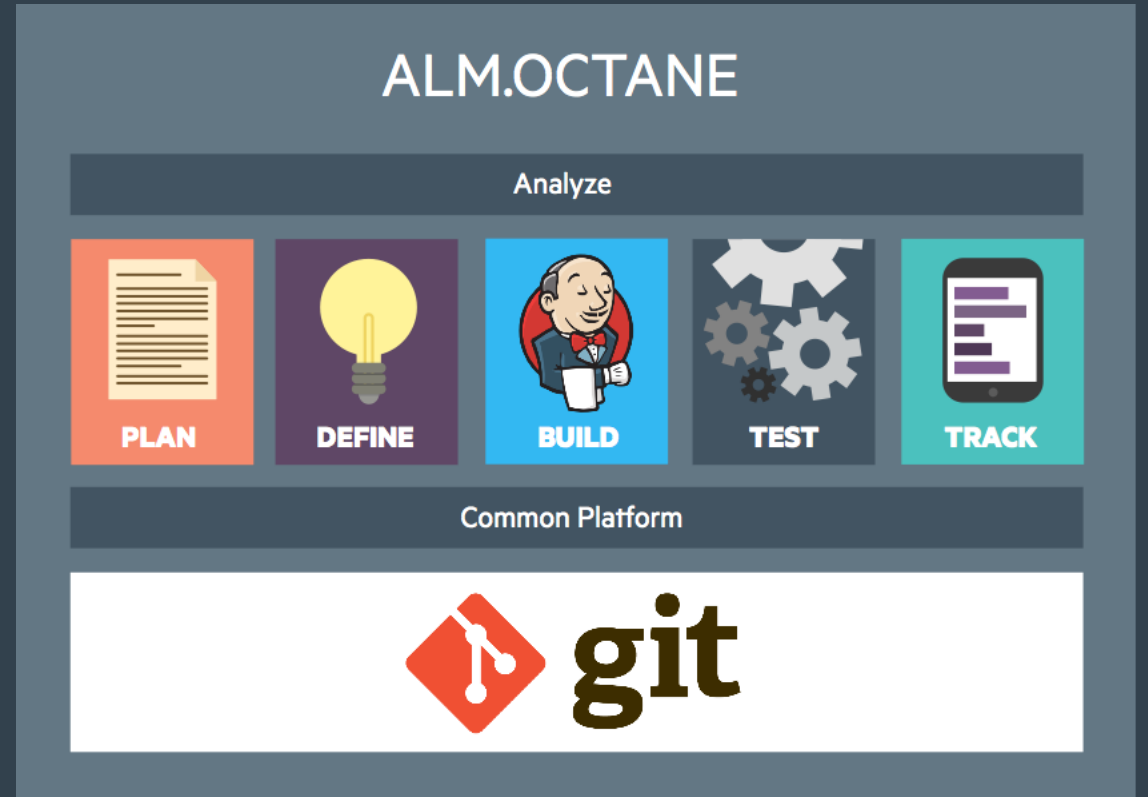 ALM.OCTANE
Analyze
PLAN
DEFINE
BUILD
TEST
TRACK
Common Platform
git